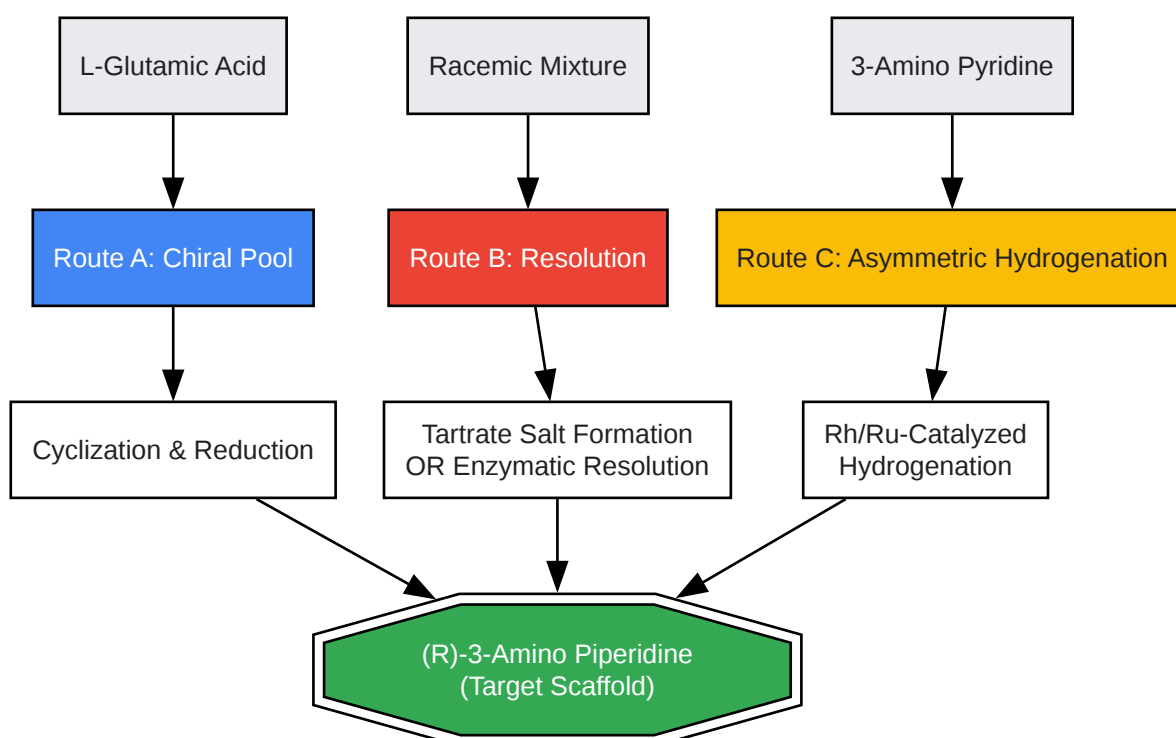 L-Glutamic Acid
Racemic Mixture
3-Amino Pyridine
Route A: Chiral Pool
Route B: Resolution
Route C: Asymmetric Hydrogenation
Cyclization & Reduction
Tartrate Salt Formation
OR Enzymatic Resolution
Rh/Ru-Catalyzed
Hydrogenation
(R)-3-Amino Piperidine
(Target Scaffold)